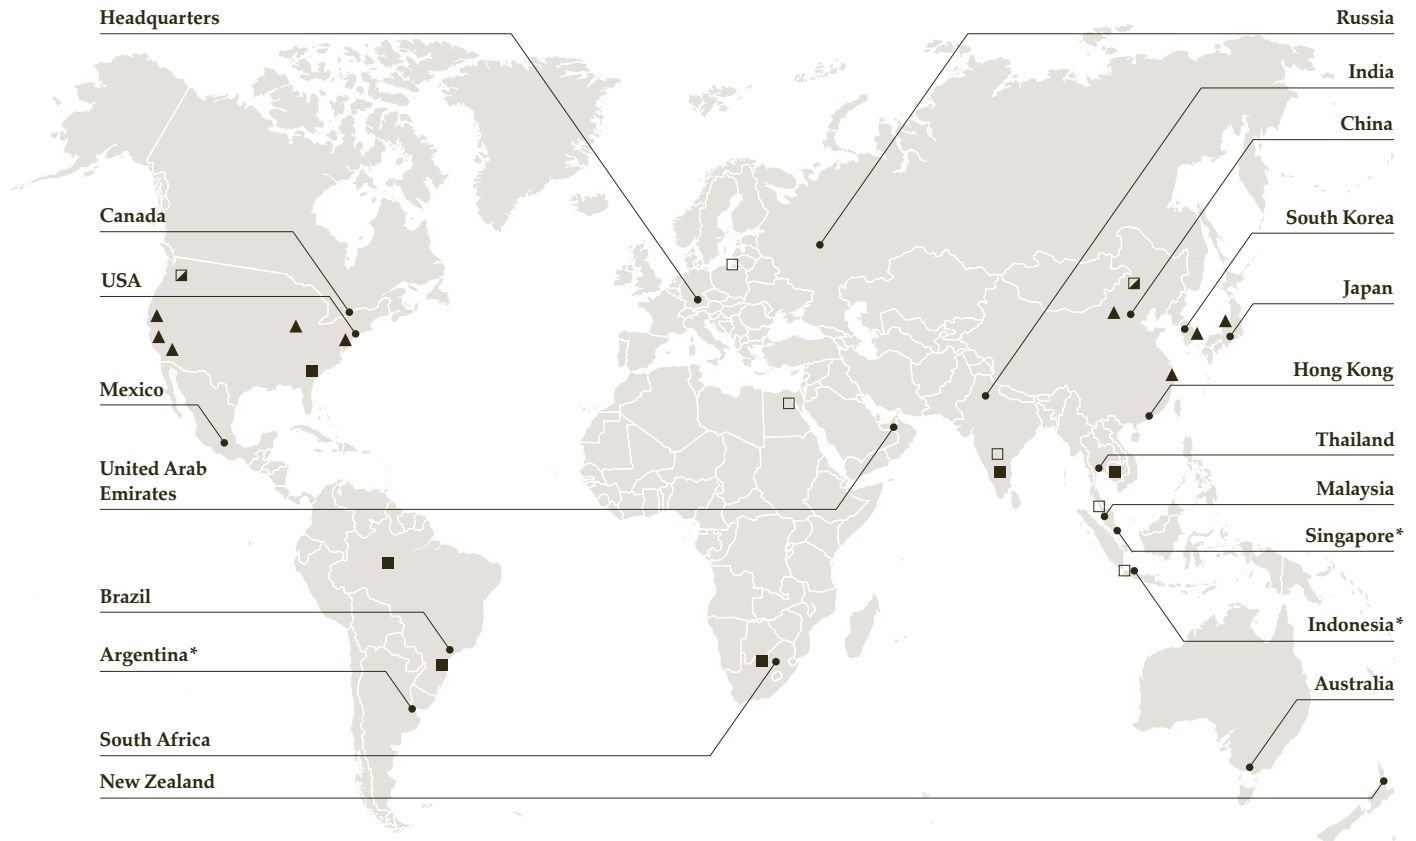 Headquarters
Canada
USA
Mexico
United Arab
Emirates
Brazil
Argentina*
South Africa
New Zealand
Russia
India
China
South Korea
Japan
Hong Kong
Thailand
Malaysia
Singapore*
Indonesia*
Australia